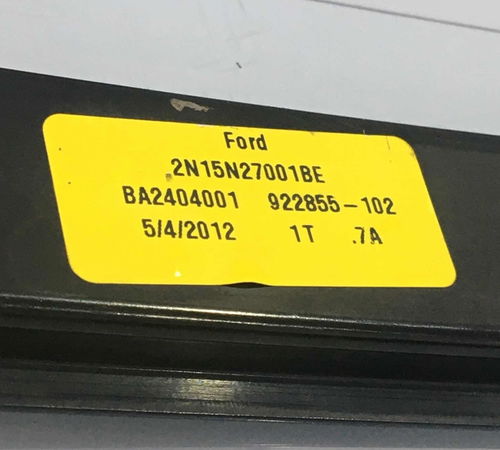 Ford
2N15N27001BE
BA2404001 922855-102
5/4/2012 1T .7A